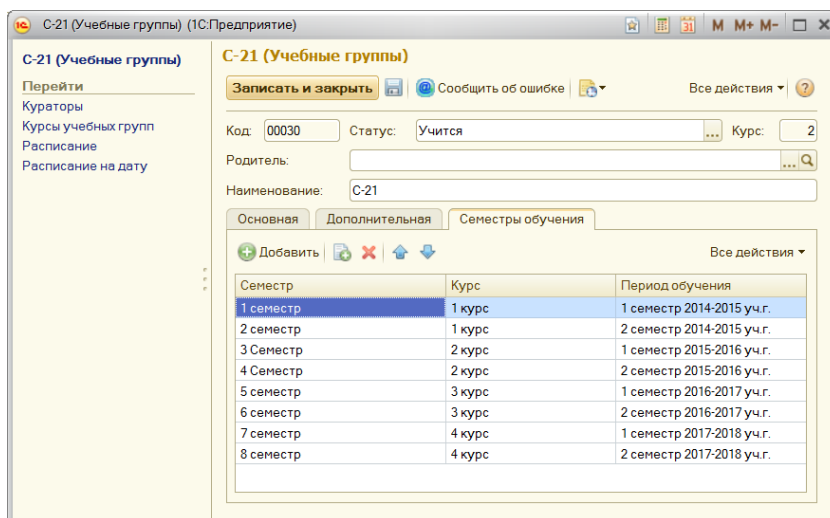 С-21 (Учебные группы) (1С:Предприятие)
31 M M+ M-
С-21 (Учебные группы)
Перейти
Кураторы
Курсы учебных групп
Расписание
Расписание на дату
С-21 (Учебные группы)
Записать и закрыть Сообщить об ошибке Все действия
Код: 00030 Статус: Учится ... Курс: 2
Родитель: ...
Наименование: С-21
Основная Дополнительная Семестры обучения
Добавить Все действия
Семестр Курс Период обучения
1 семестр 1 курс 1 семестр 2014-2015 уч.г.
2 семестр 1 курс 2 семестр 2014-2015 уч.г.
3 Семестр 2 курс 1 семестр 2015-2016 уч.г.
4 Семестр 2 курс 2 семестр 2015-2016 уч.г.
5 семестр 3 курс 1 семестр 2016-2017 уч.г.
6 семестр 3 курс 2 семестр 2016-2017 уч.г.
7 семестр 4 курс 1 семестр 2017-2018 уч.г.
8 семестр 4 курс 2 семестр 2017-2018 уч.г.